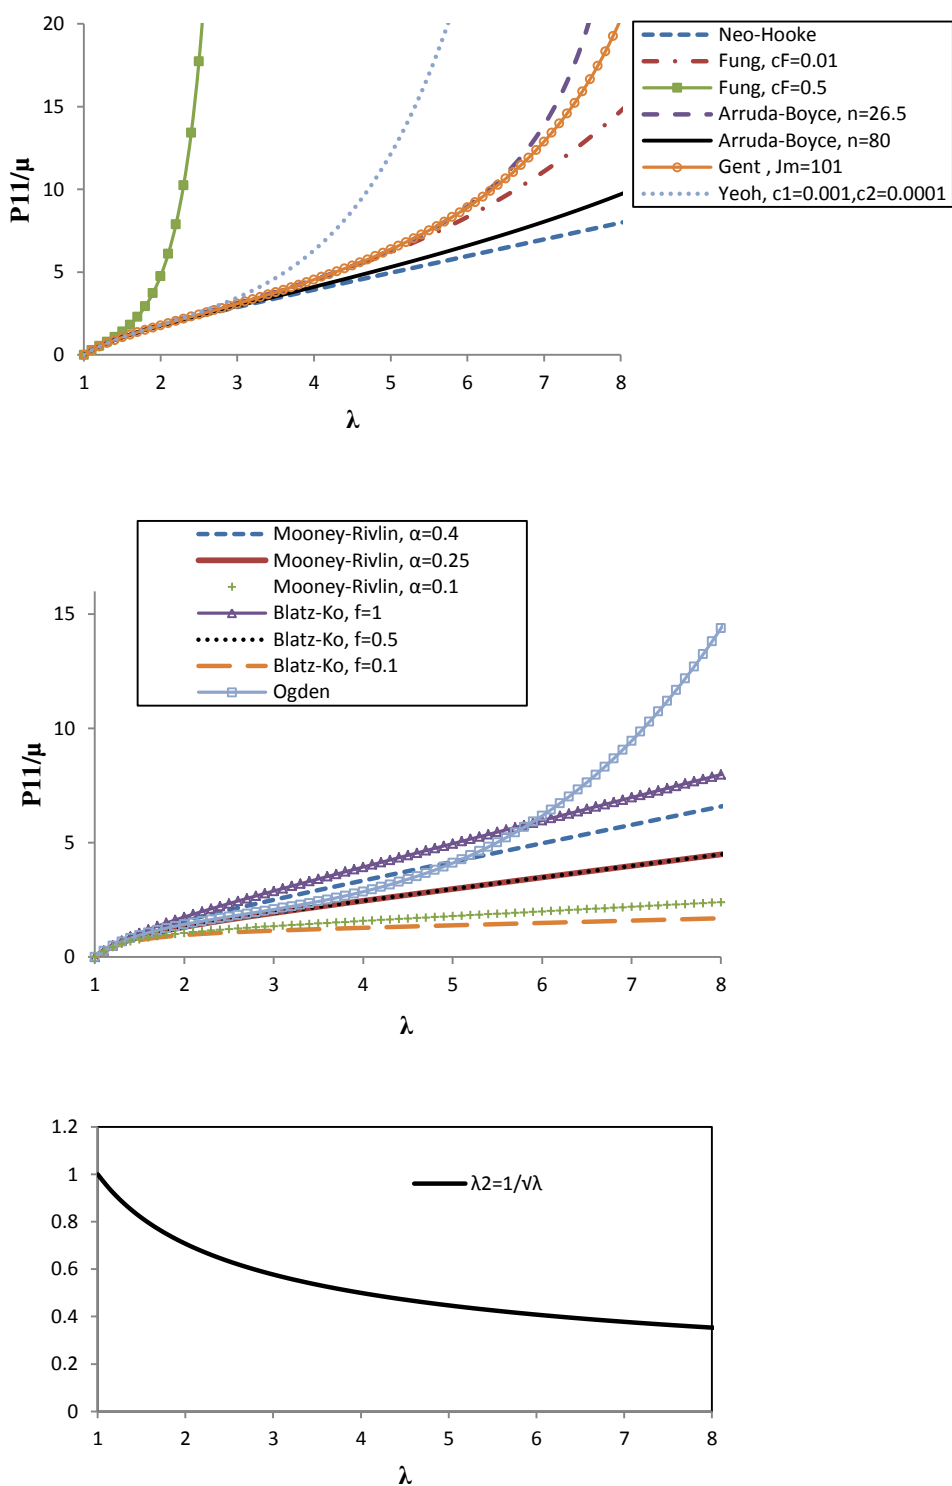 20
15
10
5
0
P11/μ
1 2 3 4 5 6 7 8
λ
Neo-Hooke
Fung, cF=0.01
Fung, cF=0.5
Arruda-Boyce, n=26.5
Arruda-Boyce, n=80
Gent , Jm=101
Yeoh, c1=0.001,c2=0.0001
Mooney-Rivlin, α=0.4
Mooney-Rivlin, α=0.25
Mooney-Rivlin, α=0.1
Blatz-Ko, f=1
Blatz-Ko, f=0.5
Blatz-Ko, f=0.1
Ogden
15
10
5
0
P11/μ
1 2 3 4 5 6 7 8
λ
1.2
1
0.8
0.6
0.4
0.2
0
λ2=1/√λ
1 2 3 4 5 6 7 8
λ